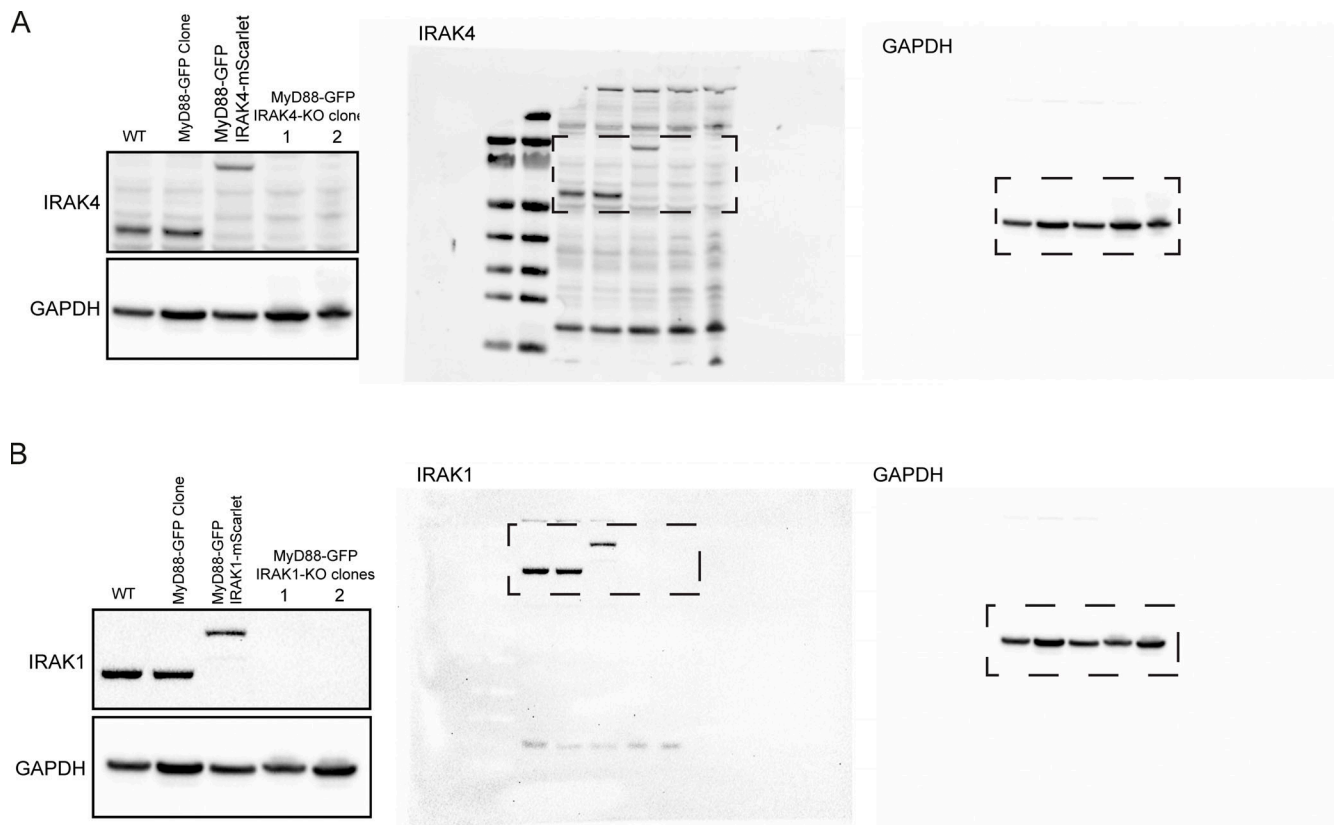 A
IRAK4
GAPDH
MyD88-GFP Clone
MyD88-GFP
IRAK4-mScarlet
MyD88-GFP
IRAK4-KO clone
WT
1
2
IRAK4
GAPDH
B
IRAK1
GAPDH
MyD88-GFP Clone
MyD88-GFP
IRAK1-mScarlet
MyD88-GFP
IRAK1-KO clones
WT
1
2
IRAK1
GAPDH